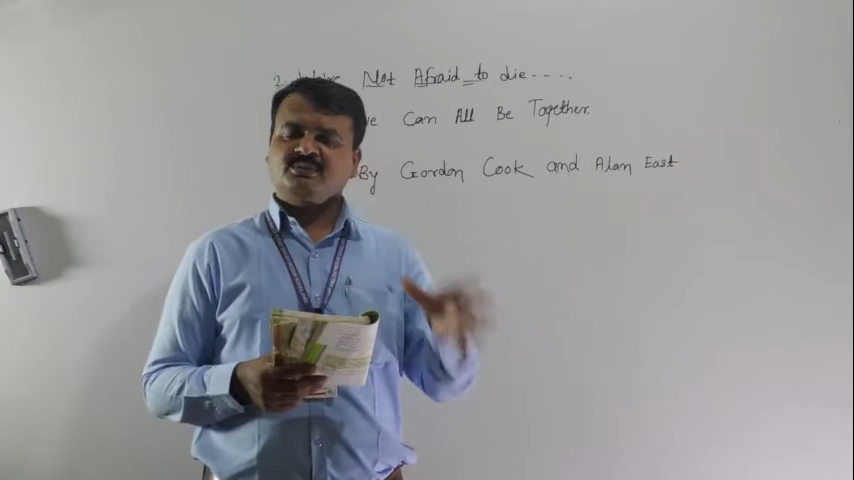 2. Not Afraid to die....
Can All Be Together.
By Gordon Cook and Alan East